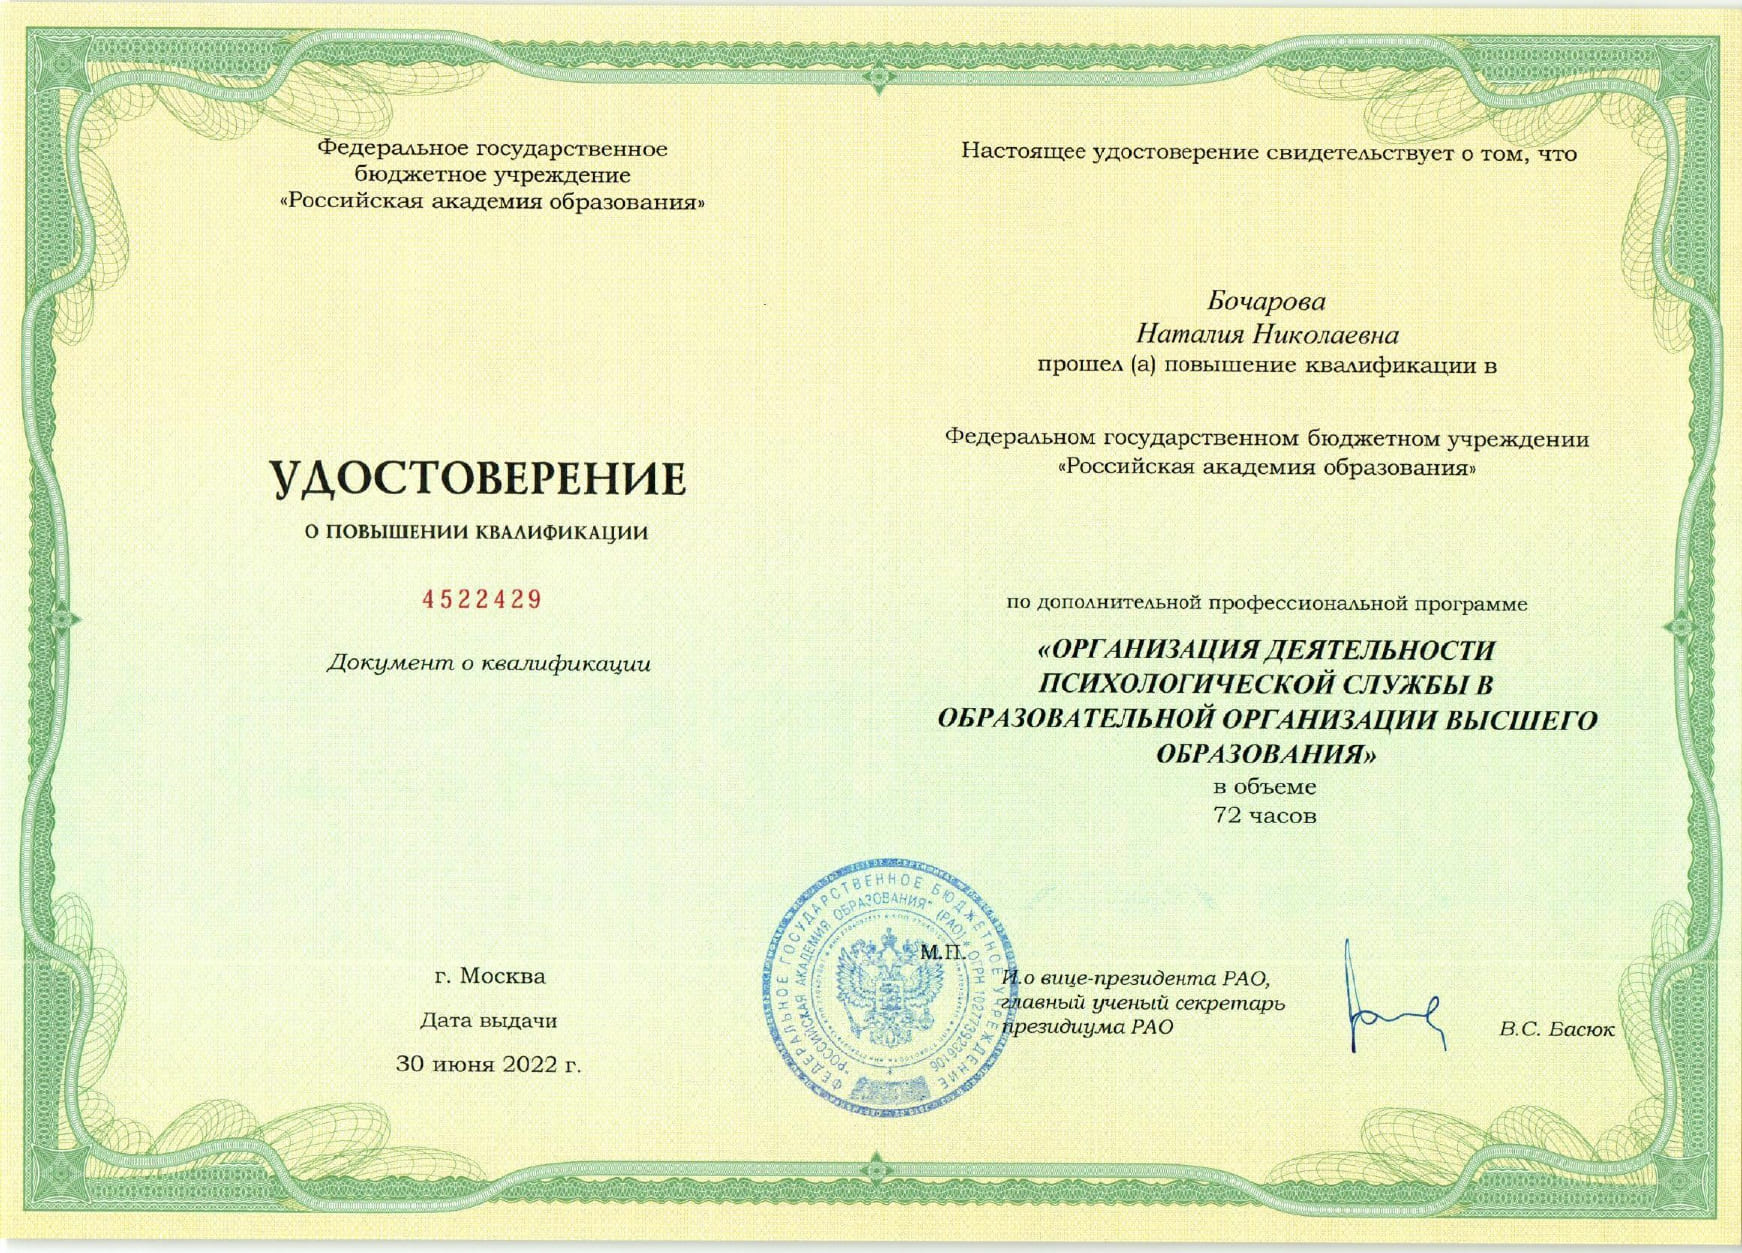 Федеральное государственное
бюджетное учреждение
«Российская академия образования»
УДОСТОВЕРЕНИЕ
О ПОВЫШЕНИИ КВАЛИФИКАЦИИ
4522429
Документ о квалификации
г. Москва
Дата выдачи
30 июня 2022 г.
Настоящее удостоверение свидетельствует о том, что
Бочарова
Наталия Николаевна
прошел (а) повышение квалификации в
Федеральном государственном бюджетном учреждении
«Российская академия образования»
по дополнительной профессиональной программе
«ОРГАНИЗАЦИЯ ДЕЯТЕЛЬНОСТИ
ПСИХОЛОГИЧЕСКОЙ СЛУЖБЫ В
ОБРАЗОВАТЕЛЬНОЙ ОРГАНИЗАЦИИ ВЫСШЕГО
ОБРАЗОВАНИЯ»
в объеме
72 часов
М.П.
И.о вице-президента РАО,
главный ученый секретарь
президиума РАО
В.С. Басюк
ФЕДЕРАЛЬНОЕ ГОСУДАРСТВЕННОЕ БЮДЖЕТНОЕ УЧРЕЖДЕНИЕ
"РОССИЙСКАЯ АКАДЕМИЯ ОБРАЗОВАНИЯ" (РАО) * ОГРН 1027739236106